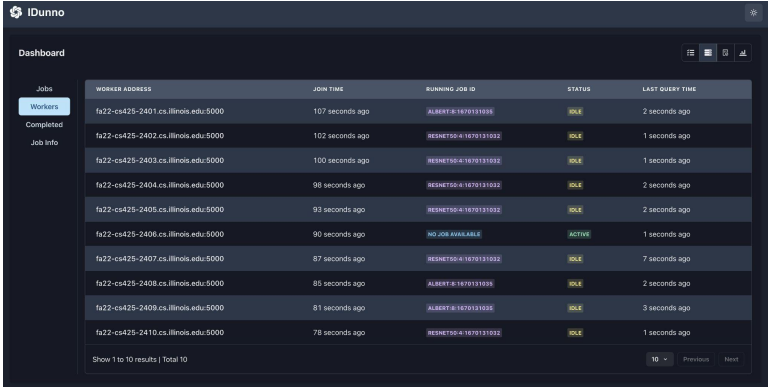 IDunno
Dashboard
Jobs
Workers
Completed
Job Info
WORKER ADDRESS JOIN TIME RUNNING JOB ID STATUS LAST QUERY TIME
fa22-cs425-2401.cs.illinois.edu:5000 107 seconds ago ALBERT:8:1670131035 IDLE 2 seconds ago
fa22-cs425-2402.cs.illinois.edu:5000 102 seconds ago RESNET50:4:1670131032 IDLE 1 seconds ago
fa22-cs425-2403.cs.illinois.edu:5000 100 seconds ago RESNET50:4:1670131032 IDLE 1 seconds ago
fa22-cs425-2404.cs.illinois.edu:5000 98 seconds ago RESNET50:4:1670131032 IDLE 2 seconds ago
fa22-cs425-2405.cs.illinois.edu:5000 93 seconds ago RESNET50:4:1670131032 IDLE 2 seconds ago
fa22-cs425-2406.cs.illinois.edu:5000 90 seconds ago NO JOB AVAILABLE ACTIVE 1 seconds ago
fa22-cs425-2407.cs.illinois.edu:5000 87 seconds ago RESNET50:4:1670131032 IDLE 7 seconds ago
fa22-cs425-2408.cs.illinois.edu:5000 85 seconds ago ALBERT:8:1670131035 IDLE 2 seconds ago
fa22-cs425-2409.cs.illinois.edu:5000 81 seconds ago ALBERT:8:1670131035 IDLE 3 seconds ago
fa22-cs425-2410.cs.illinois.edu:5000 78 seconds ago RESNET50:4:1670131032 IDLE 1 seconds ago
Show 1 to 10 results | Total 10 10 Previous Next